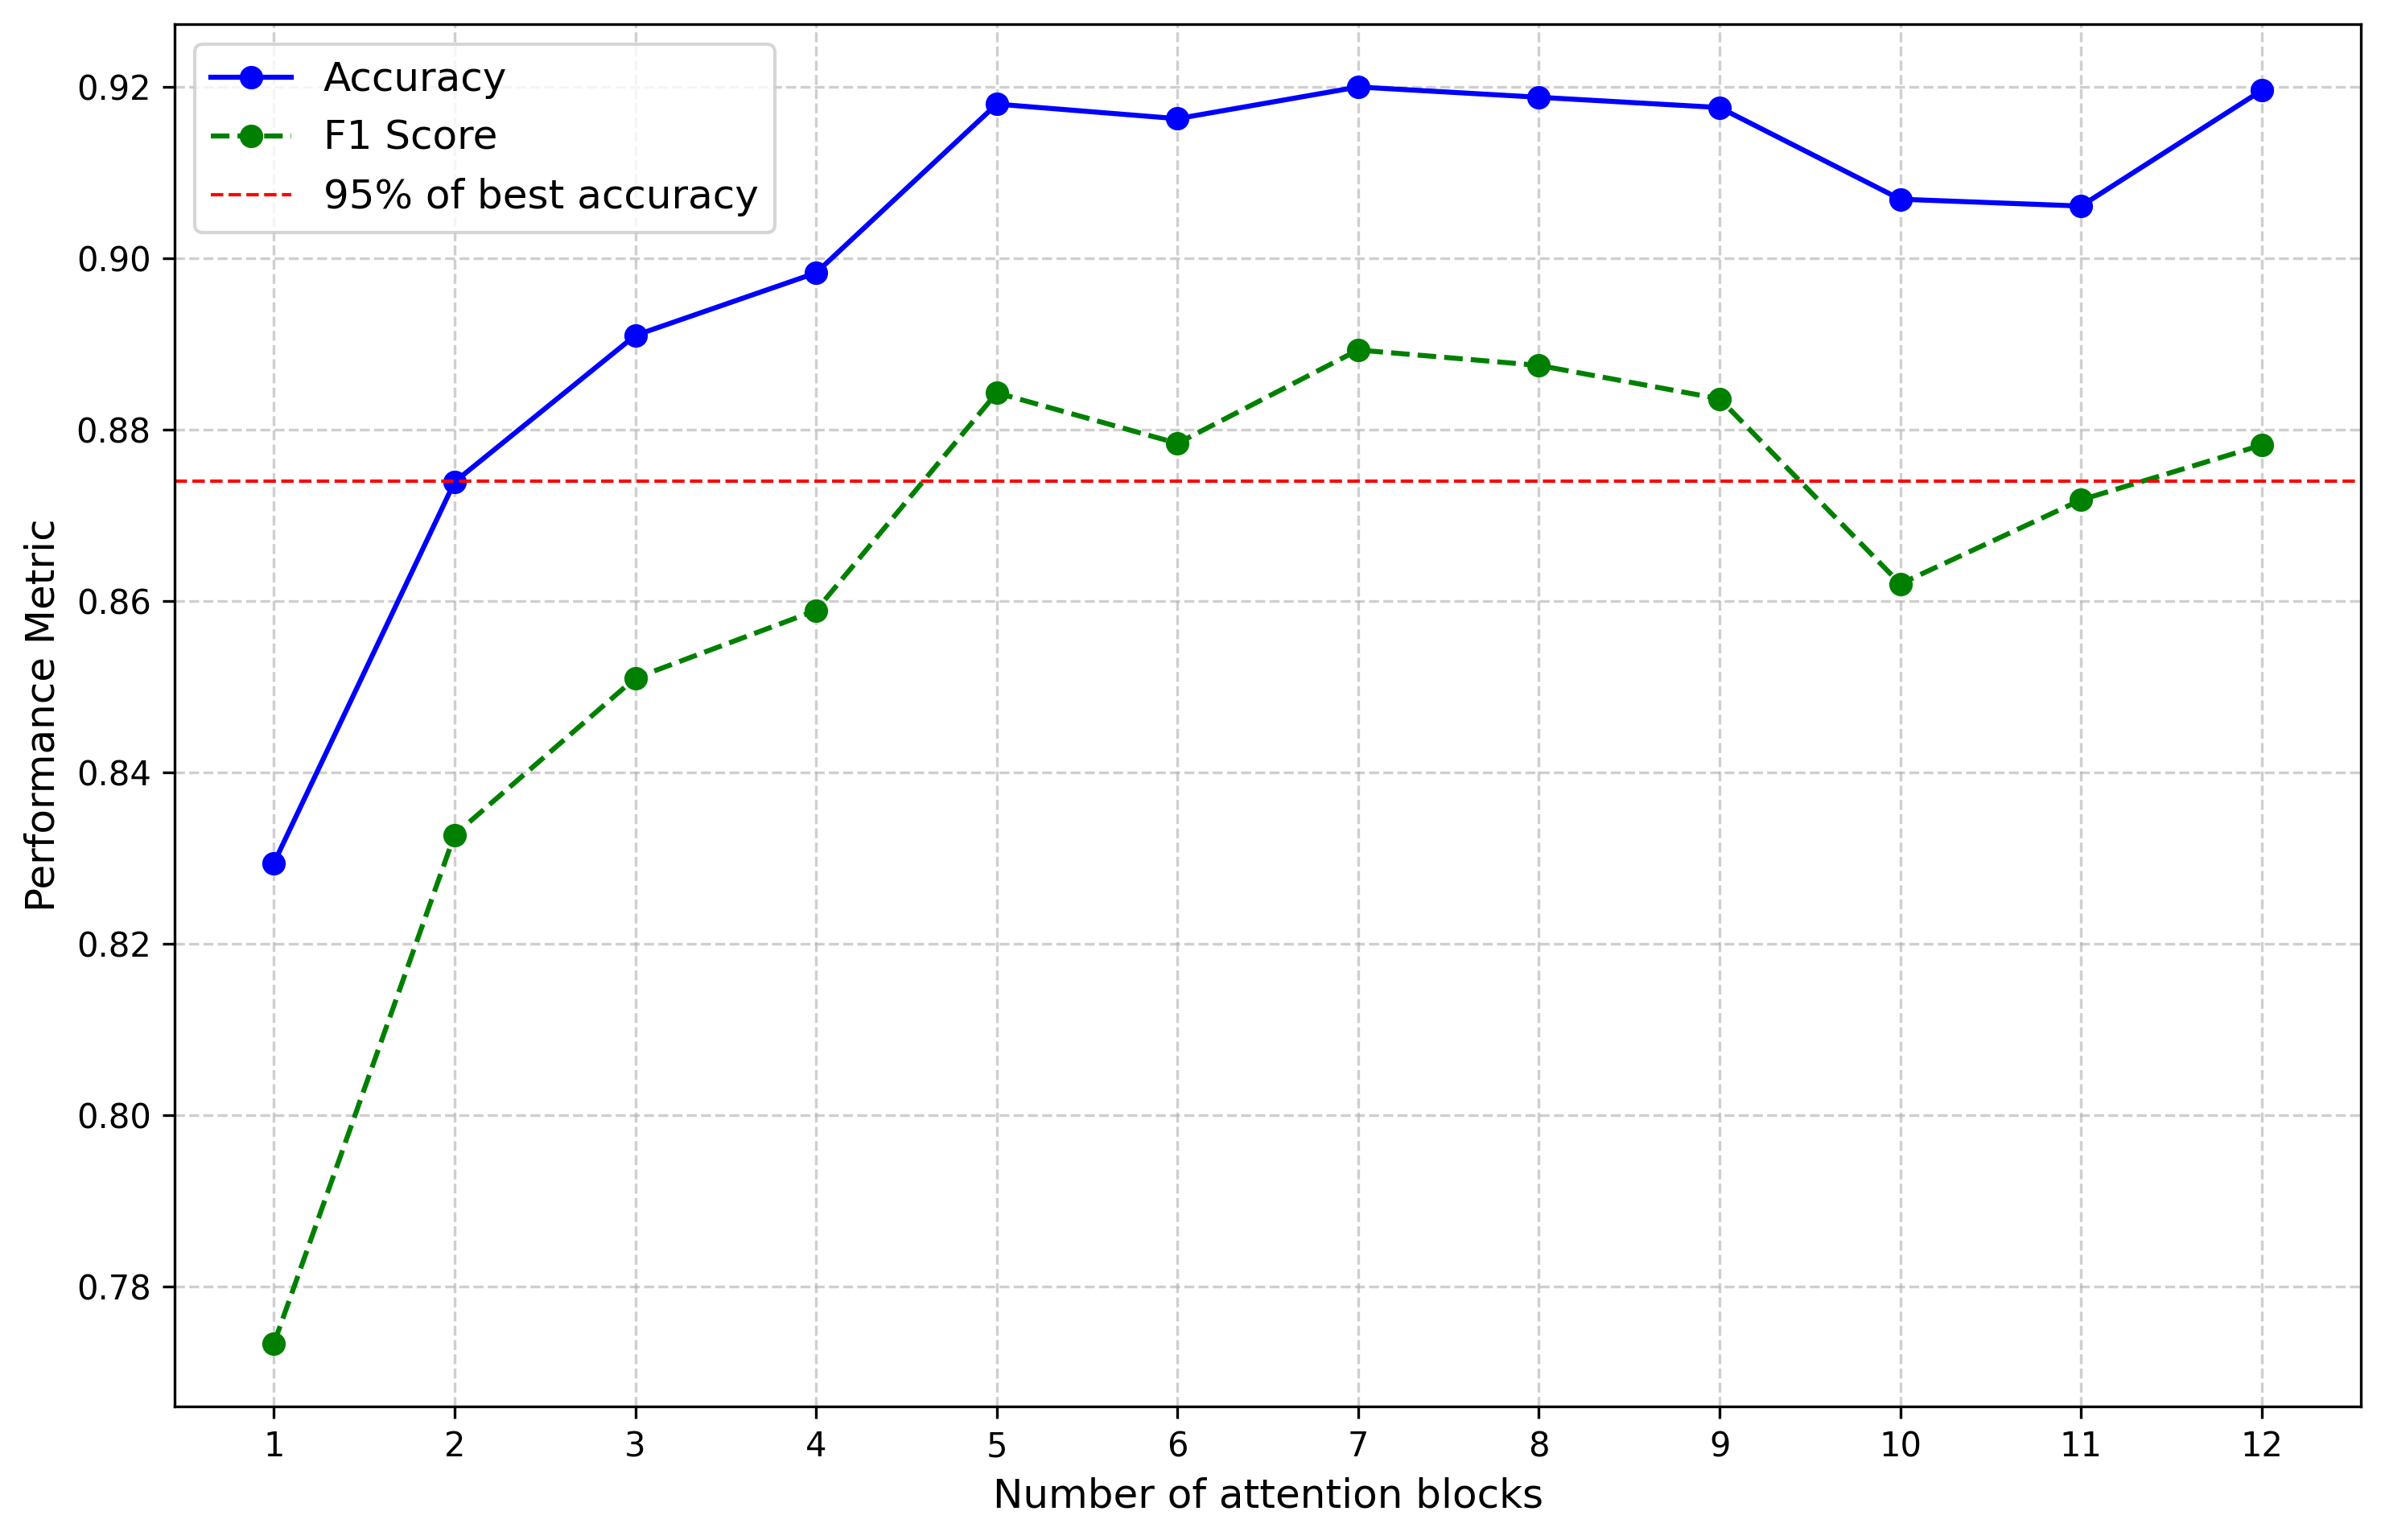 Accuracy
F1 Score
95% of best accuracy
0.92
0.90
0.88
0.86
0.84
0.82
0.80
0.78
Performance Metric
1 2 3 4 5 6 7 8 9 10 11 12
Number of attention blocks